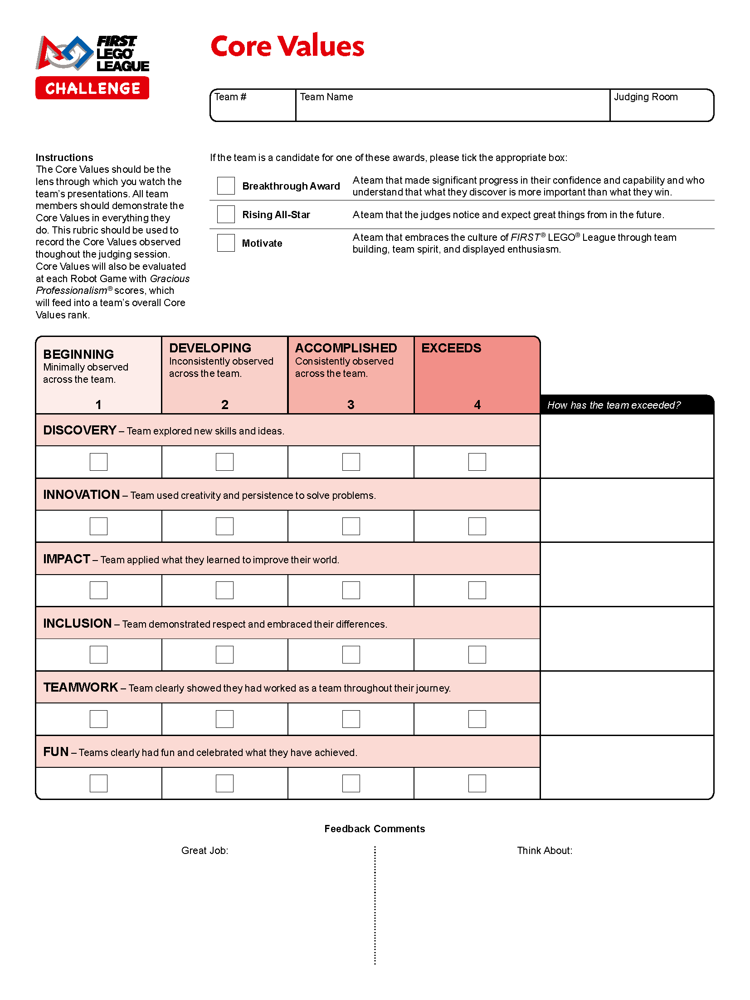 FIRST®
LEGO®
LEAGUE
CHALLENGE
Core Values
Team #
Team Name
Judging Room
Instructions
The Core Values should be the
lens through which you watch the
team’s presentations. All team
members should demonstrate the
Core Values in everything they
do. This rubric should be used to
record the Core Values observed
thoughout the judging session.
Core Values will also be evaluated
at each Robot Game with Gracious
Professionalism® scores, which
will feed into a team’s overall Core
Values rank.
If the team is a candidate for one of these awards, please tick the appropriate box:
Breakthrough Award
A team that made significant progress in their confidence and capability and who
understand that what they discover is more important than what they win.
Rising All-Star
A team that the judges notice and expect great things from in the future.
Motivate
A team that embraces the culture of FIRST® LEGO® League through team
building, team spirit, and displayed enthusiasm.
BEGINNING
Minimally observed
across the team.
1
DEVELOPING
Inconsistently observed
across the team.
2
ACCOMPLISHED
Consistently observed
across the team.
3
EXCEEDS
4
How has the team exceeded?
DISCOVERY – Team explored new skills and ideas.
INNOVATION – Team used creativity and persistence to solve problems.
IMPACT – Team applied what they learned to improve their world.
INCLUSION – Team demonstrated respect and embraced their differences.
TEAMWORK – Team clearly showed they had worked as a team throughout their journey.
FUN – Teams clearly had fun and celebrated what they have achieved.
Feedback Comments
Great Job:
Think About: